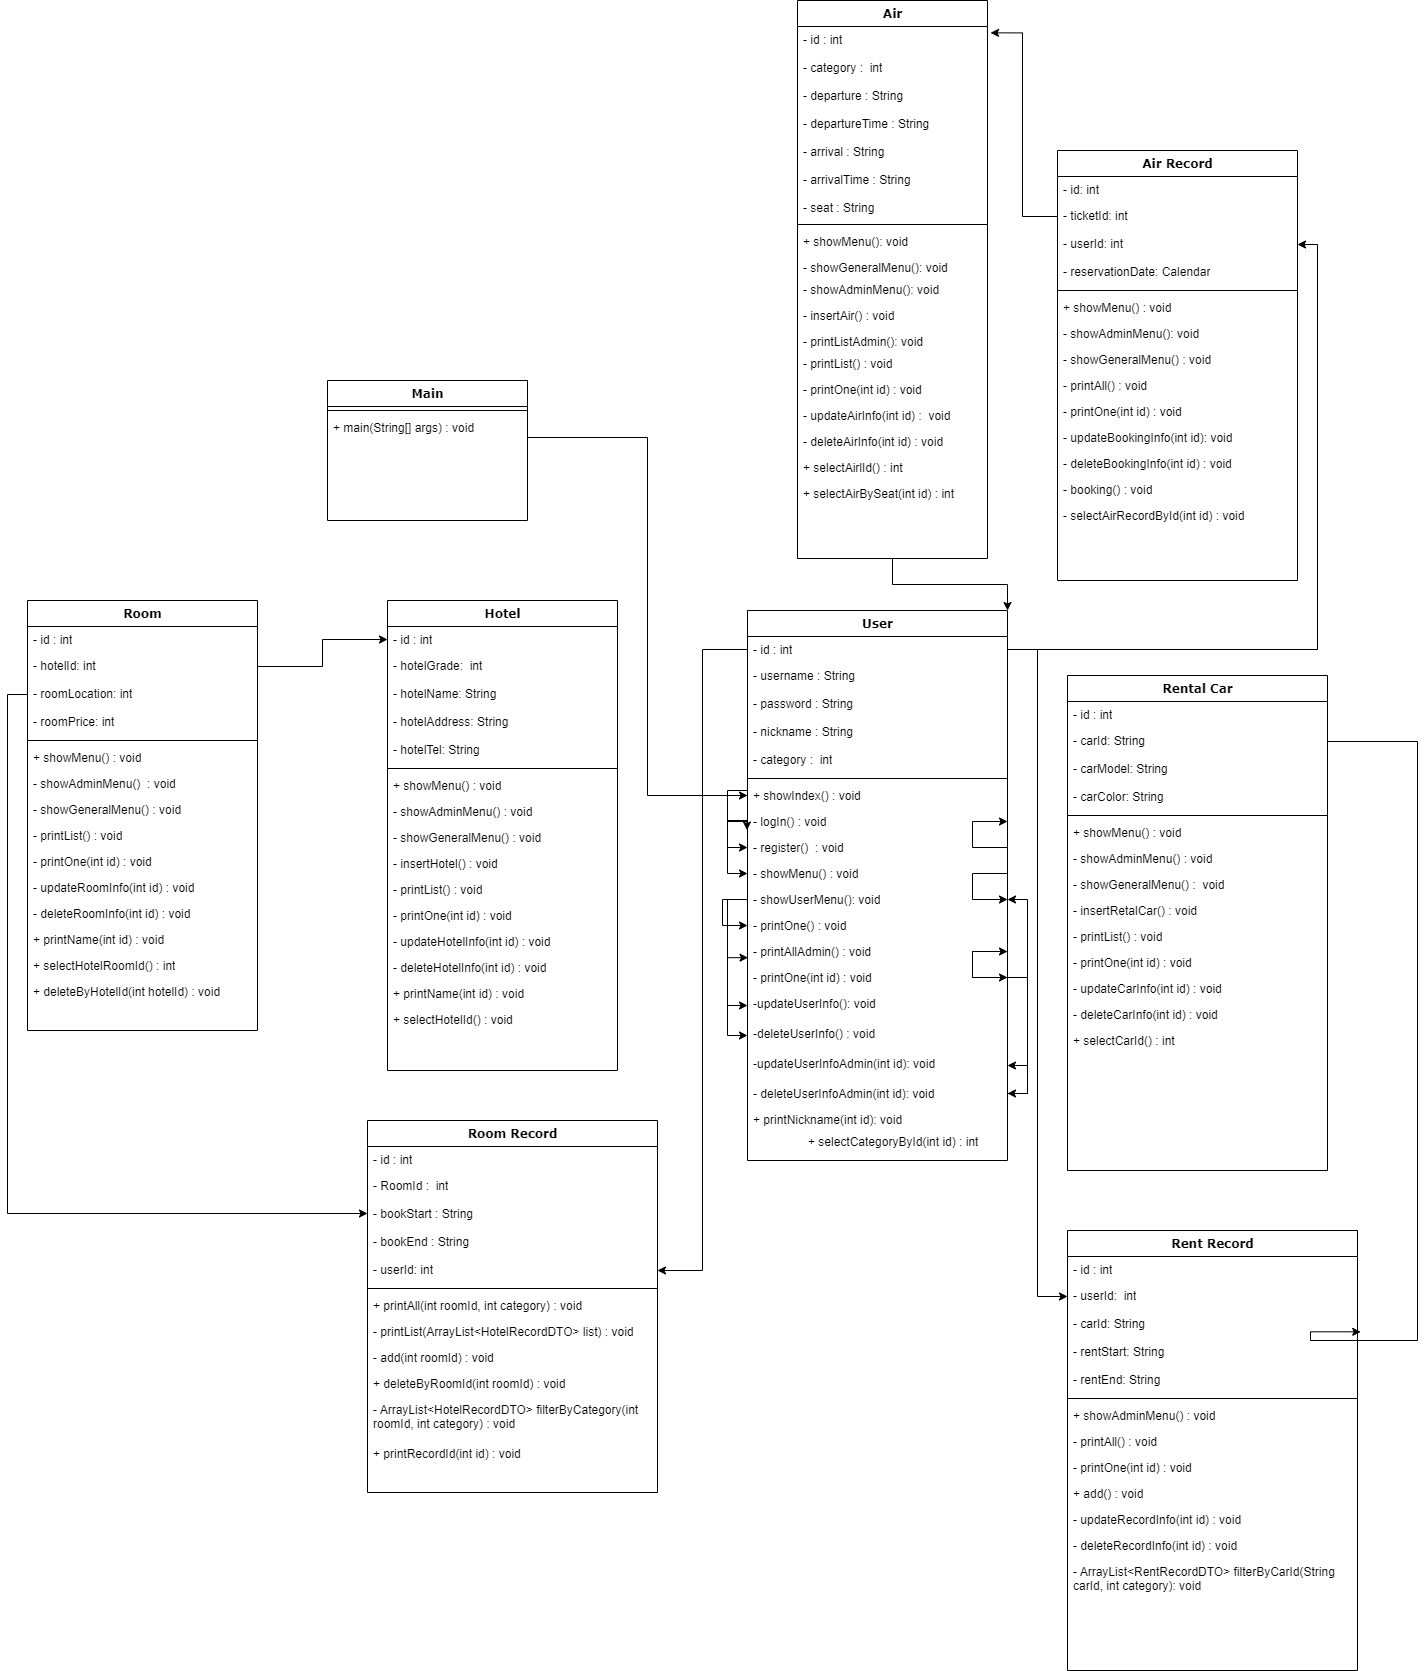 Air
- id : int
- category :  int
- departure : String
- departureTime : String
- arrival : String
- arrivalTime : String
- seat : String
+ showMenu(): void
- showGeneralMenu(): void
- showAdminMenu(): void
- insertAir() : void
- printListAdmin(): void
- printList() : void
- printOne(int id) : void
- updateAirInfo(int id) :  void
- deleteAirInfo(int id) : void
+ selectAirIId() : int
+ selectAirBySeat(int id) : int
Air Record
- id: int
- ticketId: int
- userId: int
- reservationDate: Calendar
+ showMenu() : void
- showAdminMenu(): void
- showGeneralMenu() : void
- printAll() : void
- printOne(int id) : void
- updateBookingInfo(int id): void
- deleteBookingInfo(int id) : void
- booking() : void
- selectAirRecordById(int id) : void
Main
+ main(String[] args) : void
Room
- id : int
- hotelId: int
- roomLocation: int
- roomPrice: int
+ showMenu() : void
- showAdminMenu()  : void
- showGeneralMenu() : void
- printList() : void
- printOne(int id) : void
- updateRoomInfo(int id) : void
- deleteRoomInfo(int id) : void
+ printName(int id) : void
+ selectHotelRoomId() : int
+ deleteByHotelId(int hotelId) : void
Hotel
- id : int
- hotelGrade:  int
- hotelName: String
- hotelAddress: String
- hotelTel: String
+ showMenu() : void
- showAdminMenu() : void
- showGeneralMenu() : void
- insertHotel() : void
- printList() : void
- printOne(int id) : void
- updateHotelInfo(int id) : void
- deleteHotelInfo(int id) : void
+ printName(int id) : void
+ selectHotelId() : void
User
- id : int
- username : String
- password : String
- nickname : String
- category :  int
+ showIndex() : void
- logIn() : void
- register()  : void
- showMenu() : void
- showUserMenu(): void
- printOne() : void
- printAllAdmin() : void
- printOne(int id) : void
-updateUserInfo(): void
-deleteUserInfo() : void
-updateUserInfoAdmin(int id): void
- deleteUserInfoAdmin(int id): void
+ printNickname(int id): void
+ selectCategoryById(int id) : int
Rental Car
- id : int
- carId: String
- carModel: String
- carColor: String
+ showMenu() : void
- showAdminMenu() : void
- showGeneralMenu() :  void
- insertRetalCar() : void
- printList() : void
- printOne(int id) : void
- updateCarInfo(int id) : void
- deleteCarInfo(int id) : void
+ selectCarId() : int
Room Record
- id : int
- RoomId :  int
- bookStart : String
- bookEnd : String
- userId: int
+ printAll(int roomId, int category) : void
- printList(ArrayList<HotelRecordDTO> list) : void
- add(int roomId) : void
+ deleteByRoomId(int roomId) : void
- ArrayList<HotelRecordDTO> filterByCategory(int
roomId, int category) : void
+ printRecordId(int id) : void
Rent Record
- id : int
- userId:  int
- carId: String
- rentStart: String
- rentEnd: String
+ showAdminMenu() : void
- printAll() : void
- printOne(int id) : void
+ add() : void
- updateRecordInfo(int id) : void
- deleteRecordInfo(int id) : void
- ArrayList<RentRecordDTO> filterByCarId(String
carId, int category): void